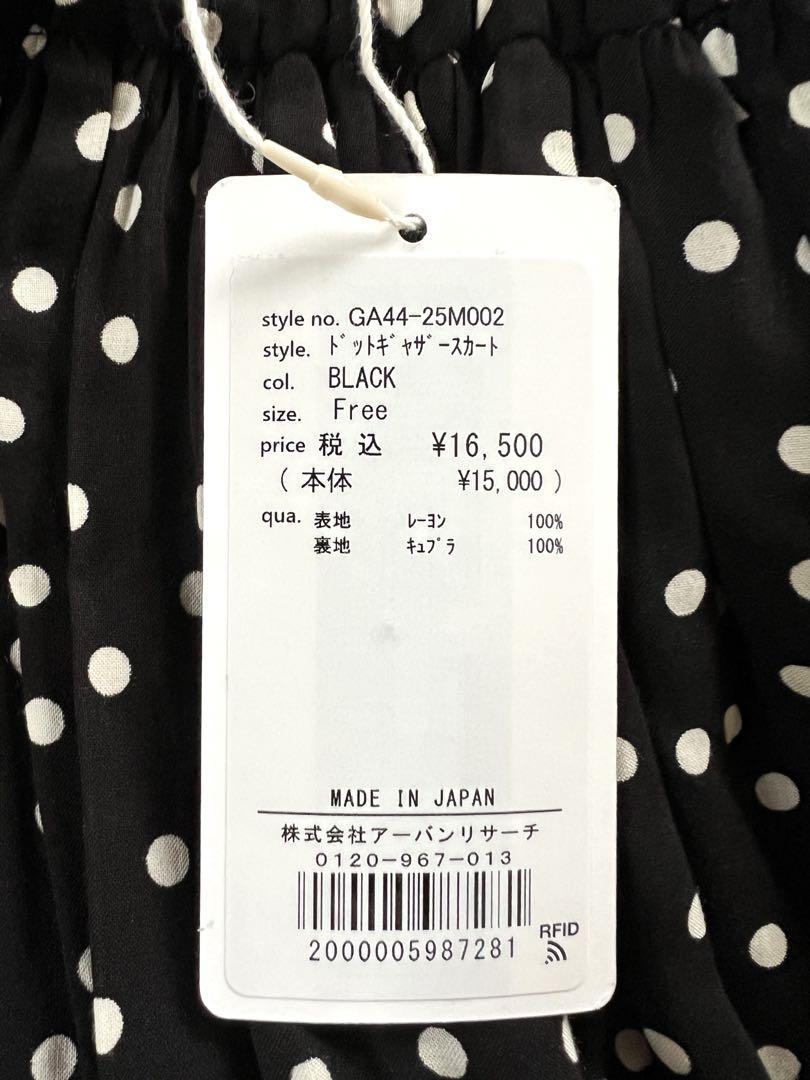 style no. GA44-25M002
style. ﾄﾞｯﾄｷﾞｬｻﾞｰｽｶｰﾄ
col. BLACK
size. Free
price 税 込 ¥16,500
( 本体 ¥15,000 )
qua. 表地 ﾚｰﾖﾝ 100%
裏地 ｷｭﾌﾟﾗ 100%
MADE IN JAPAN
株式会社アーバンリサーチ
0120-967-013
2000005987281
RFID